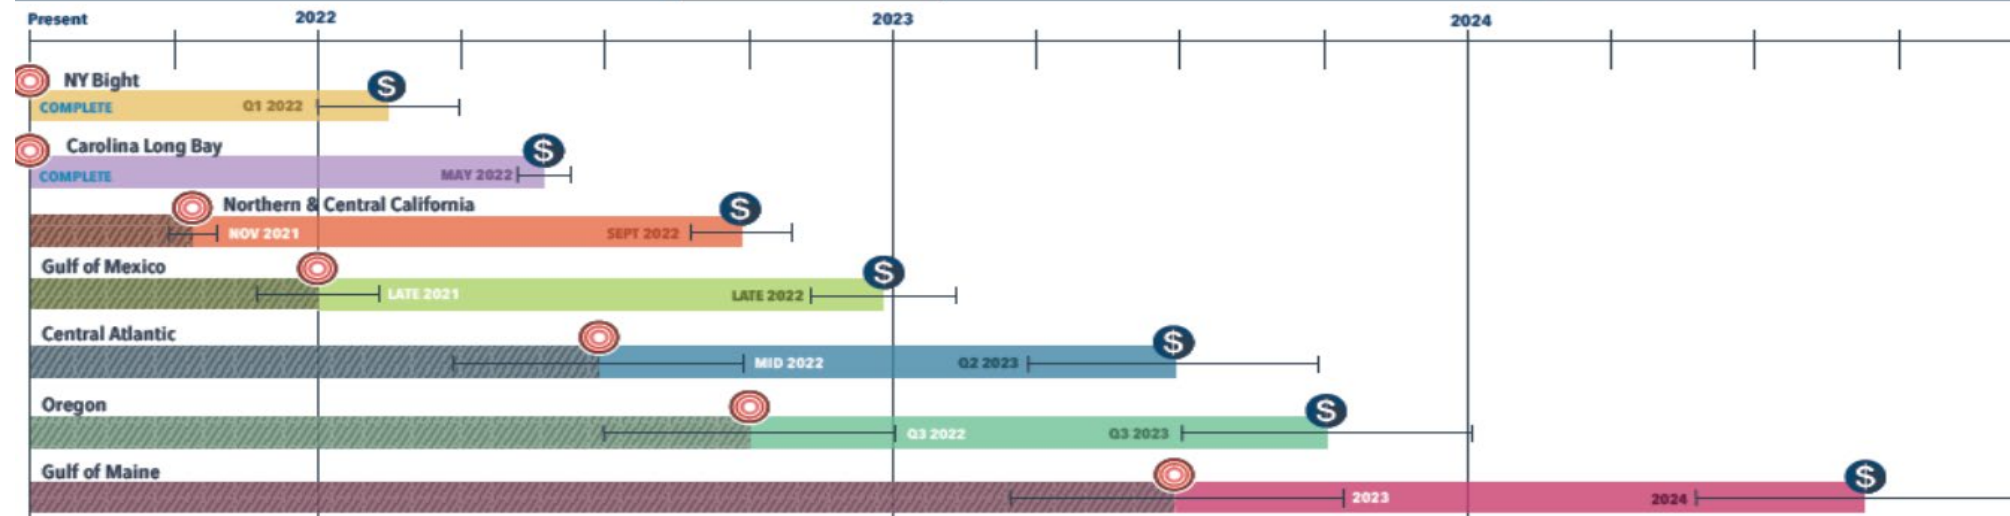 Present 2022 2023 2024
NY Bight
$
COMPLETE Q1 2022
Carolina Long Bay
$
COMPLETE MAY 2022
Northern & Central California
$
NOV 2021 SEPT 2022
Gulf of Mexico
$
LATE 2021 LATE 2022
Central Atlantic
$
MID 2022 Q2 2023
Oregon
$
Q3 2022 Q3 2023
Gulf of Maine
$
2023 2024